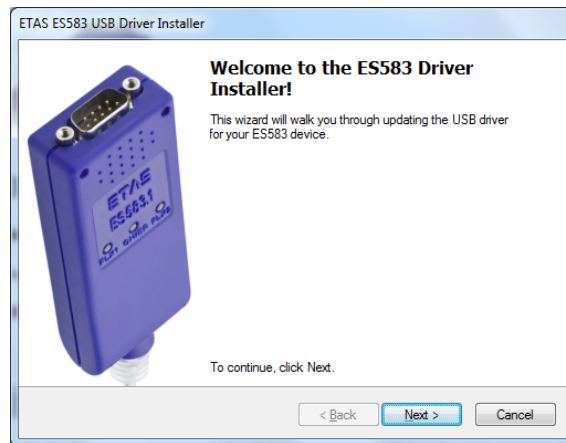 ETAS ES583 USB Driver Installer
Welcome to the ES583 Driver
Installer!
This wizard will walk you through updating the USB driver
for your ES583 device.
ETAS
ES583.1
To continue, click Next.
< Back
Next >
Cancel